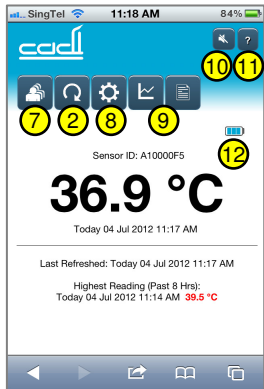 SingTel 11:18 AM 84%
cadi
?
10 11
7 2 8 9
12
Sensor ID: A10000F5
36.9 °C
Today 04 Jul 2012 11:17 AM
Last Refreshed: Today 04 Jul 2012 11:17 AM
Highest Reading (Past 8 Hrs):
Today 04 Jul 2012 11:14 AM 39.5 °C